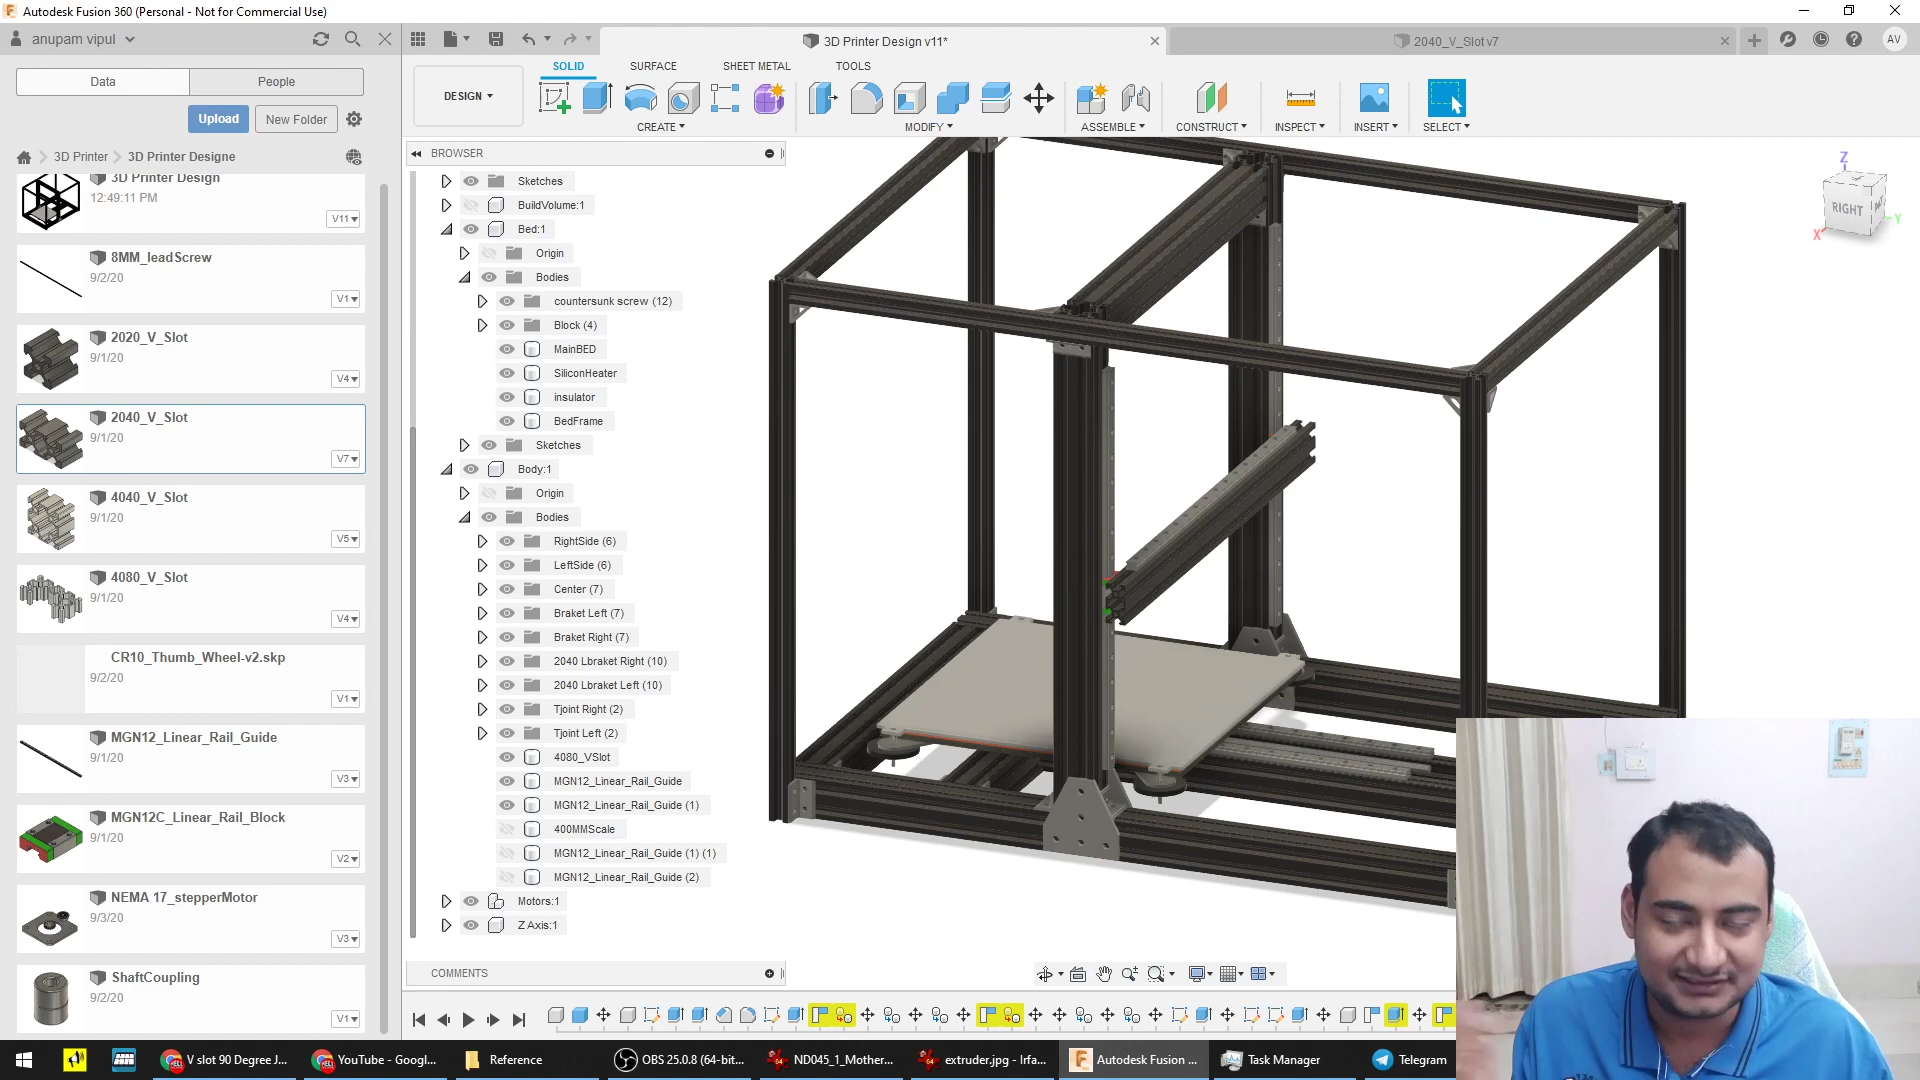 Autodesk Fusion 360 (Personal - Not for Commercial Use)
anupam vipul
3D Printer Design v11*
2040_V_Slot v7
AV
Data
People
Upload
New Folder
3D Printer
3D Printer Designe
3D Printer Design
12:49:11 PM
V11
8MM_leadScrew
9/2/20
V1
2020_V_Slot
9/1/20
V4
2040_V_Slot
9/1/20
V7
4040_V_Slot
9/1/20
V5
4080_V_Slot
9/1/20
V4
CR10_Thumb_Wheel-v2.skp
9/2/20
V1
MGN12_Linear_Rail_Guide
9/1/20
V3
MGN12C_Linear_Rail_Block
9/1/20
V2
NEMA 17_stepperMotor
9/3/20
V3
ShaftCoupling
9/2/20
V1
SOLID
SURFACE
SHEET METAL
TOOLS
DESIGN
CREATE
MODIFY
ASSEMBLE
CONSTRUCT
INSPECT
INSERT
SELECT
BROWSER
Sketches
BuildVolume:1
Bed:1
Origin
Bodies
countersunk screw (12)
Block (4)
MainBED
SiliconHeater
insulator
BedFrame
Sketches
Body:1
Origin
Bodies
RightSide (6)
LeftSide (6)
Center (7)
Braket Left (7)
Braket Right (7)
2040 Lbraket Right (10)
2040 Lbraket Left (10)
Tjoint Right (2)
Tjoint Left (2)
4080_VSlot
MGN12_Linear_Rail_Guide
MGN12_Linear_Rail_Guide (1)
400MMScale
MGN12_Linear_Rail_Guide (1) (1)
MGN12_Linear_Rail_Guide (2)
Motors:1
Z Axis:1
COMMENTS
Z
RIGHT
Y
X
V slot 90 Degree J...
YouTube - Googl...
Reference
OBS 25.0.8 (64-bit...
ND045_1_Mother...
extruder.jpg - Irfa...
Autodesk Fusion ...
Task Manager
Telegram